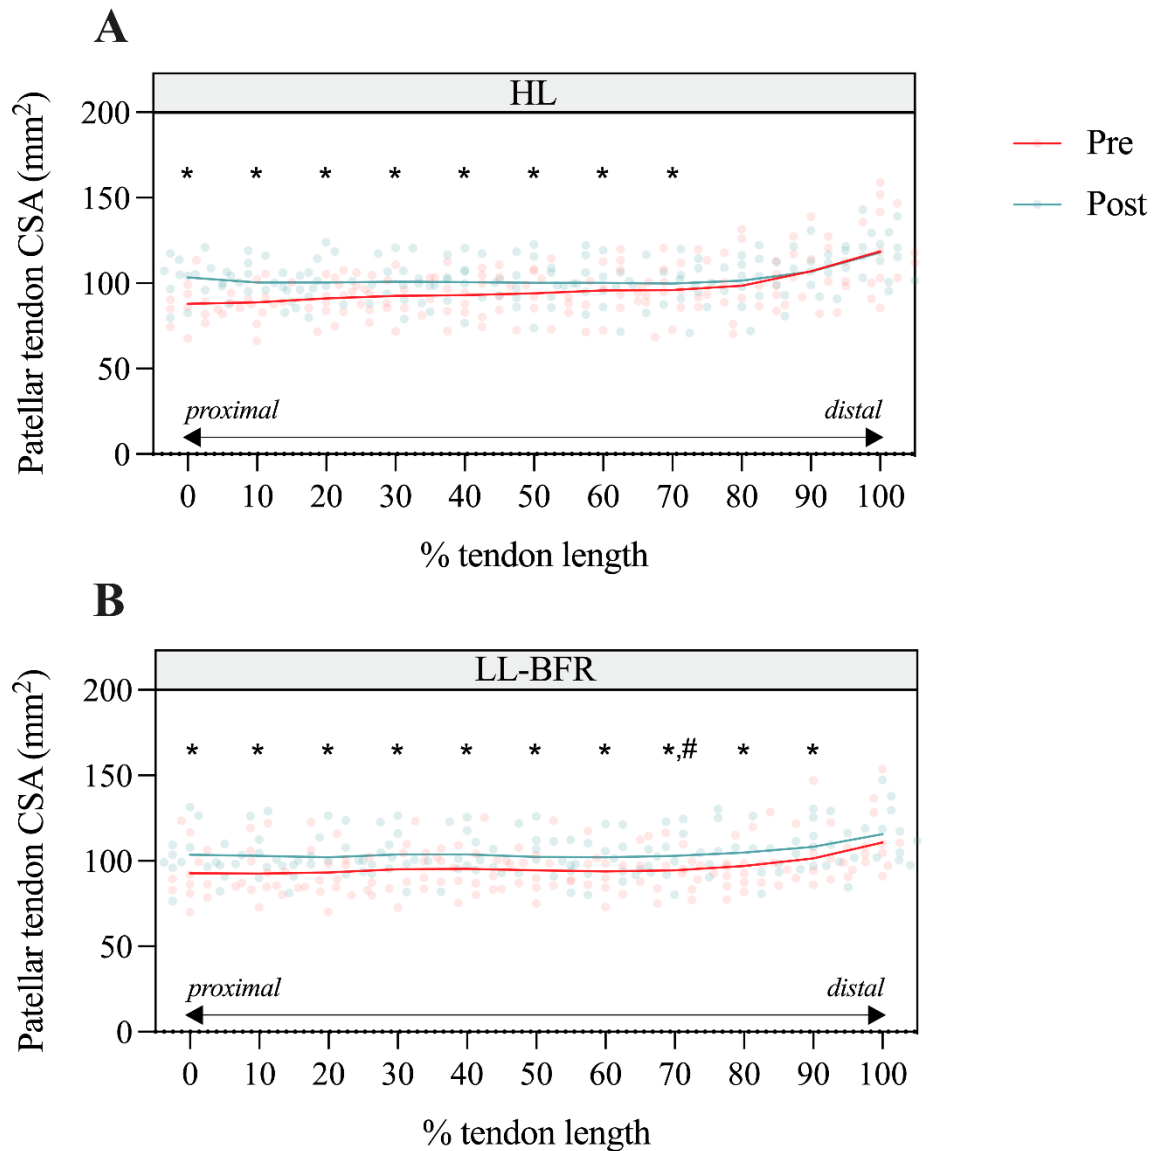 A
HL
Patellar tendon CSA (mm²)
200
150
100
50
0
* * * * * * * *
proximal distal
0 10 20 30 40 50 60 70 80 90 100
% tendon length
Pre
Post
B
LL-BFR
Patellar tendon CSA (mm²)
200
150
100
50
0
* * * * * * * *,# * *
proximal distal
0 10 20 30 40 50 60 70 80 90 100
% tendon length